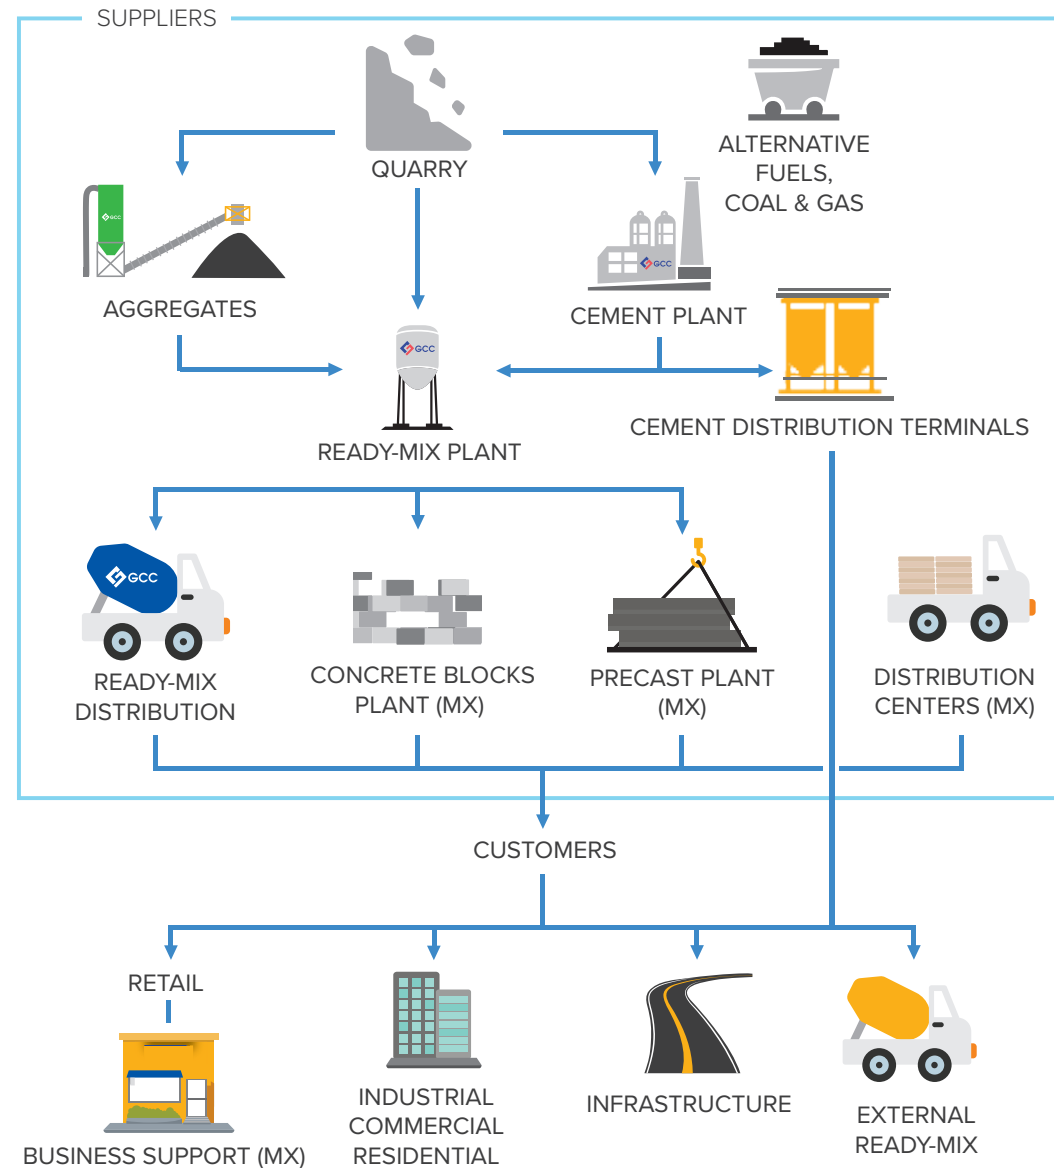 SUPPLIERS
QUARRY
ALTERNATIVE
FUELS,
COAL & GAS
GCC
AGGREGATES
GCC
CEMENT PLANT
GCC
READY-MIX PLANT
CEMENT DISTRIBUTION TERMINALS
GCC
READY-MIX
DISTRIBUTION
CONCRETE BLOCKS
PLANT (MX)
PRECAST PLANT
(MX)
DISTRIBUTION
CENTERS (MX)
CUSTOMERS
RETAIL
BUSINESS SUPPORT (MX)
INDUSTRIAL
COMMERCIAL
RESIDENTIAL
INFRASTRUCTURE
EXTERNAL
READY-MIX